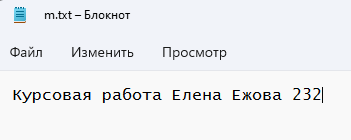 m.txt – Блокнот
Файл Изменить Просмотр
Курсовая работа Елена Ежова 232